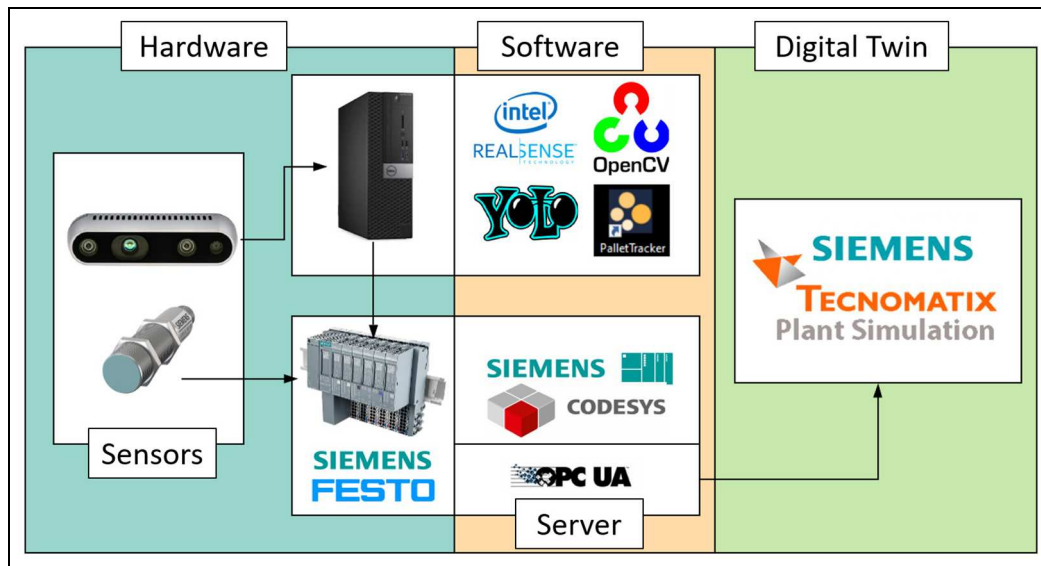 Hardware
Software
Digital Twin
intel
REALSENSE
TECHNOLOGY
OpenCV
YOLO
PalletTracker
SIEMENS
TECNOMATIX
Plant Simulation
Sensors
SIEMENS
FESTO
SIEMENS
CODESYS
OPC UA
Server